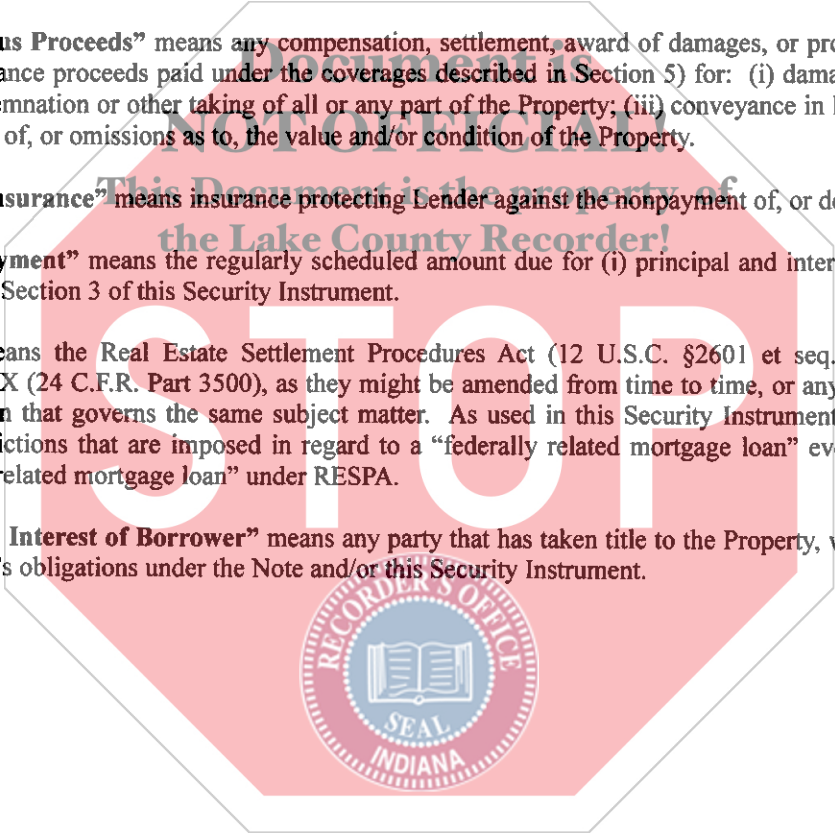 us Proceeds” means any compensation, settlement, award of damages, or pro
ance proceeds paid under the coverages described in Section 5) for: (i) dama
emnation or other taking of all or any part of the Property; (iii) conveyance in l
of, or omissions as to, the value and/or condition of the Property.
nsurance” means insurance protecting Lender against the nonpayment of, or de
yment” means the regularly scheduled amount due for (i) principal and inter
Section 3 of this Security Instrument.
eans the Real Estate Settlement Procedures Act (12 U.S.C. §2601 et seq.
X (24 C.F.R. Part 3500), as they might be amended from time to time, or any
n that governs the same subject matter. As used in this Security Instrument
ictions that are imposed in regard to a “federally related mortgage loan” eve
related mortgage loan” under RESPA.
Interest of Borrower” means any party that has taken title to the Property, w
's obligations under the Note and/or this Security Instrument.
Document is
NOT OFFICIAL!
This Document is the property of
the Lake County Recorder!
STOP
RECORDER'S OFFICE
SEAL
INDIANA